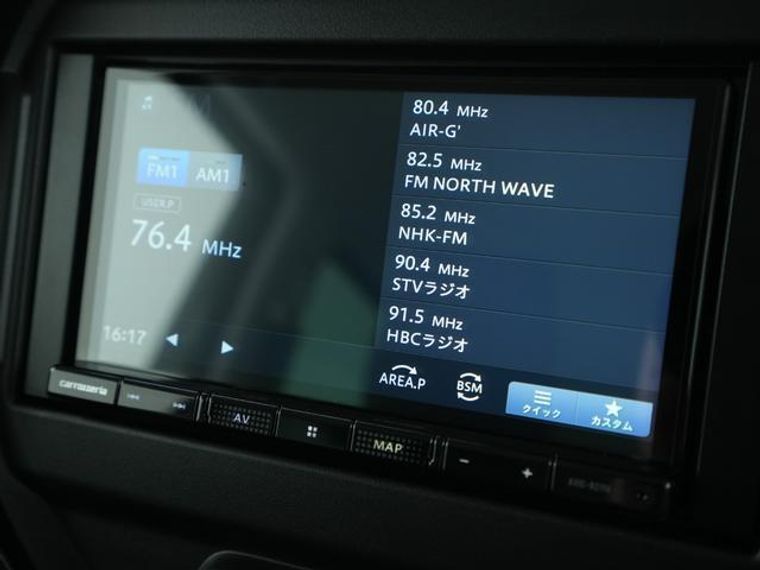 FM1 AM1
USER.P
76.4 MHz
16:17
80.4 MHz
AIR-G'
82.5 MHz
FM NORTH WAVE
85.2 MHz
NHK-FM
90.4 MHz
STVラジオ
91.5 MHz
HBCラジオ
AREA.P
BSM
クイック
カスタム
carrozzeria
AV
MAP